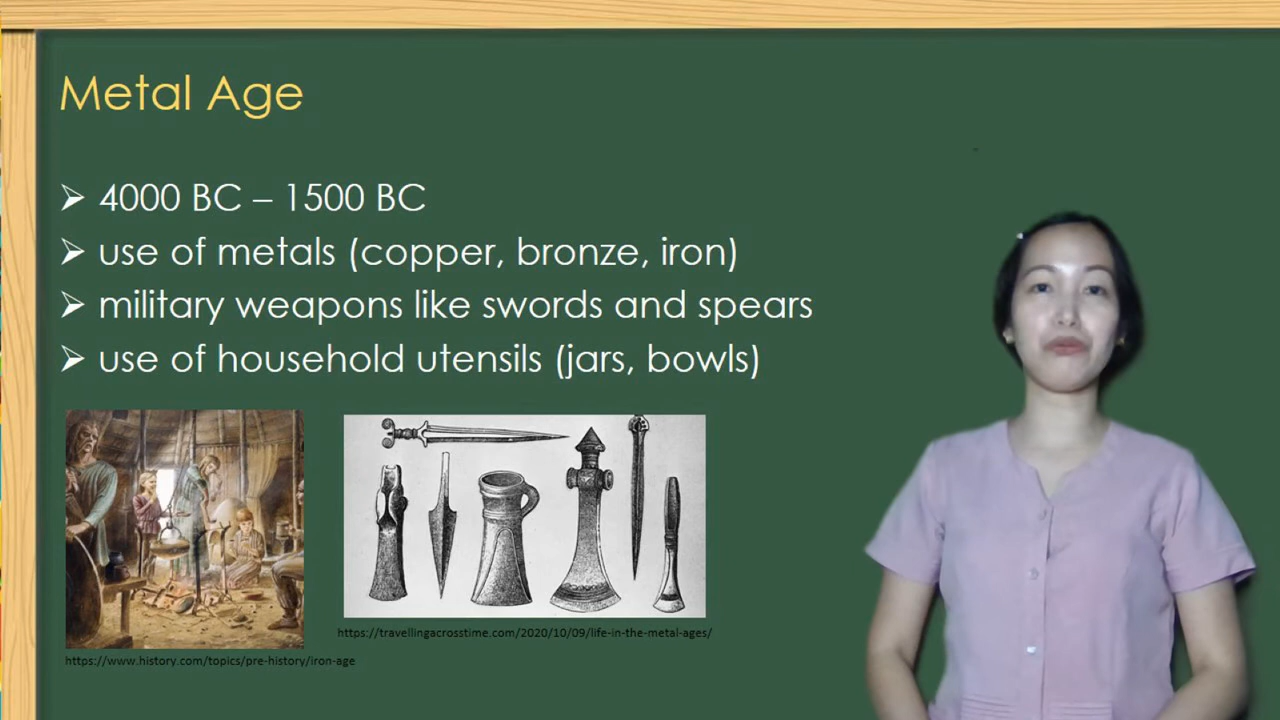 Metal Age
➢ 4000 BC – 1500 BC
➢ use of metals (copper, bronze, iron)
➢ military weapons like swords and spears
➢ use of household utensils (jars, bowls)
https://travellingacrosstime.com/2020/10/09/life-in-the-metal-ages/
https://www.history.com/topics/pre-history/iron-age